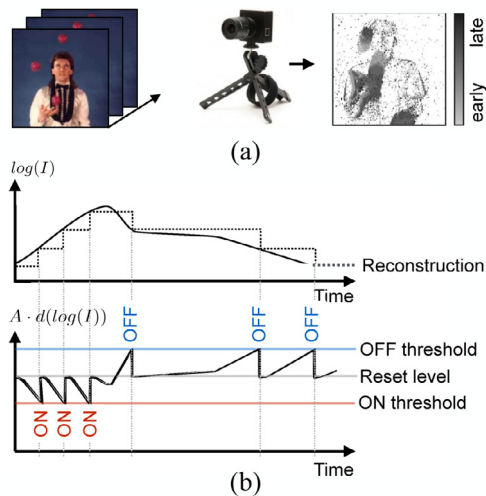 late
early
(a)
log(I)
Reconstruction
Time
A · d(log(I))
OFF
OFF
OFF
OFF threshold
Reset level
ON threshold
ON
ON
ON
Time
(b)